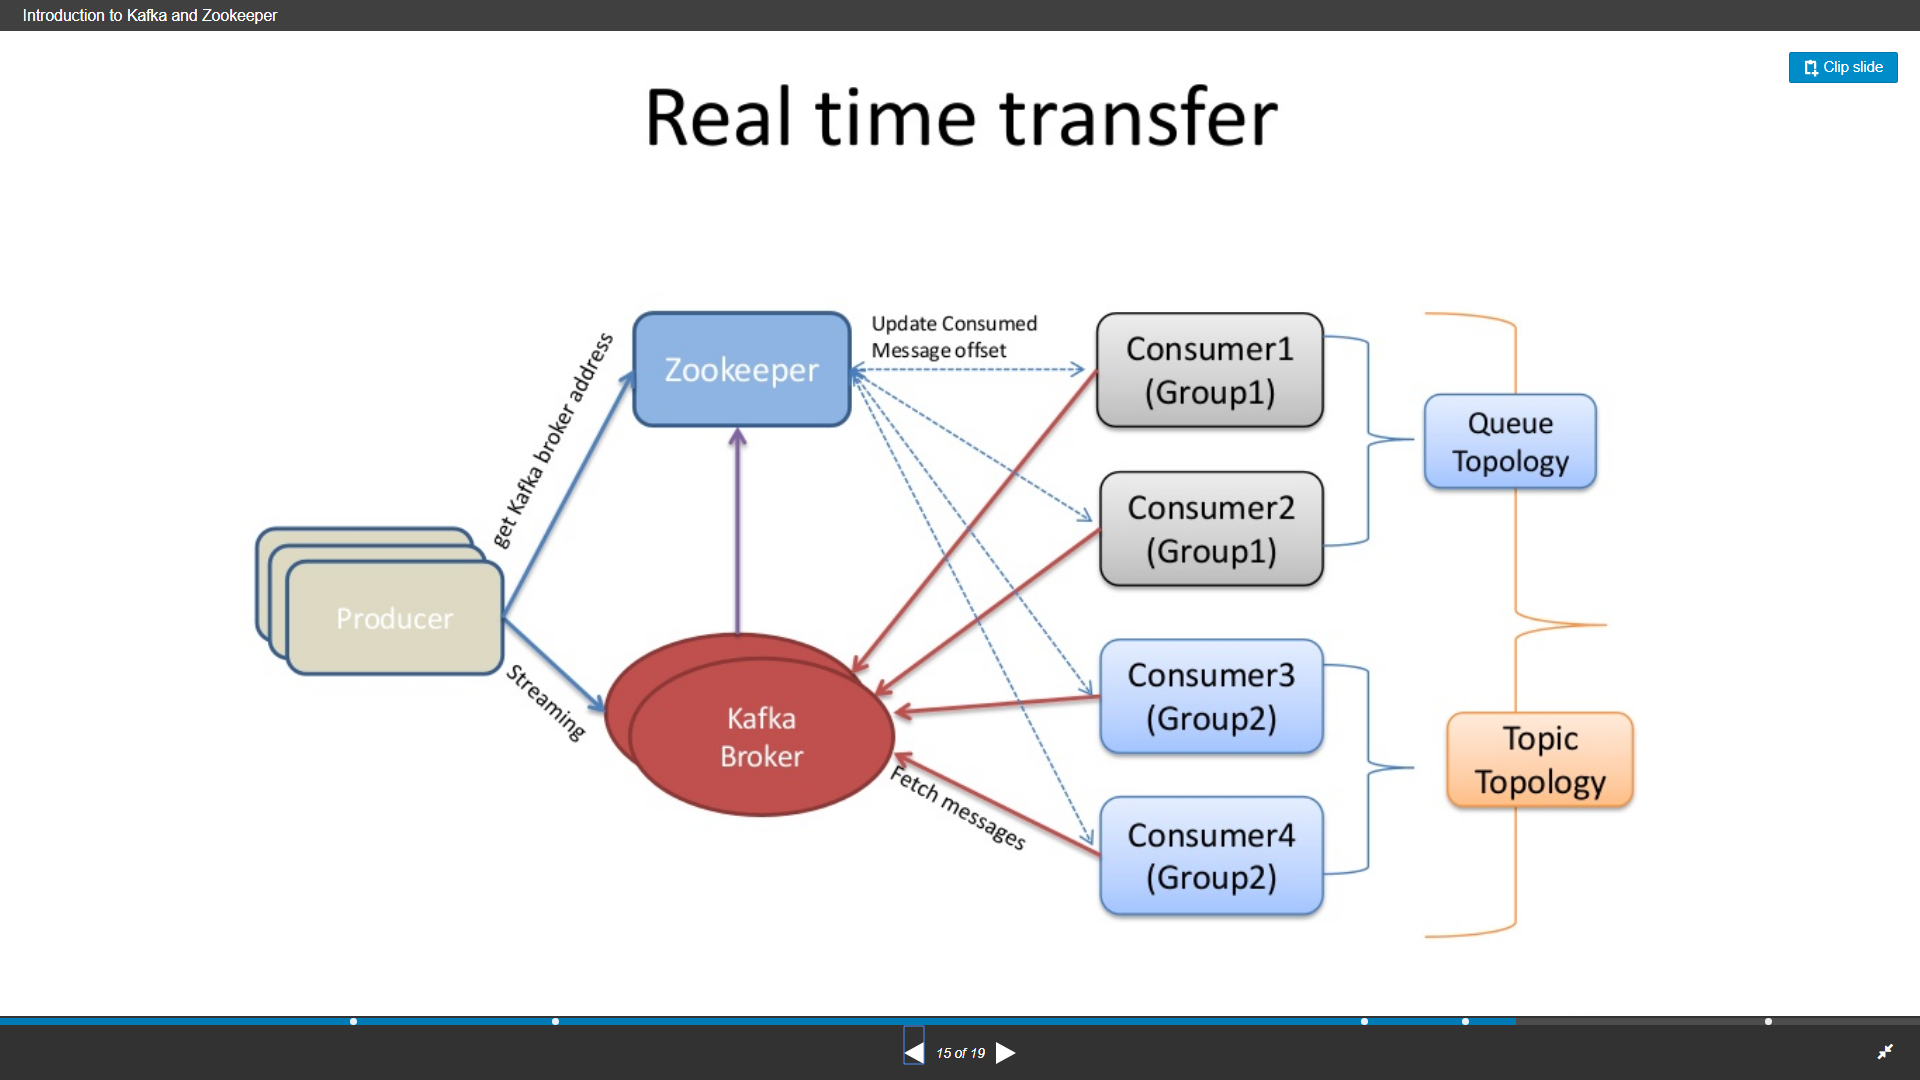 Introduction to Kafka and Zookeeper
Clip slide
Real time transfer
get Kafka broker address
Zookeeper
Update Consumed
Message offset
Consumer1
(Group1)
Queue
Topology
Consumer2
(Group1)
Producer
Streaming
Kafka
Broker
Fetch messages
Consumer3
(Group2)
Topic
Topology
Consumer4
(Group2)
15 of 19